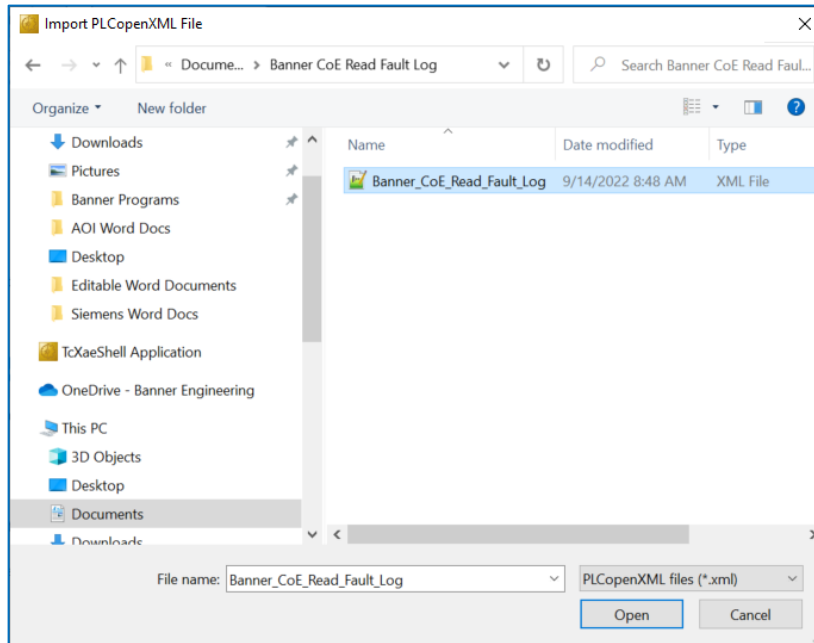 Import PLCopenXML File
« Docume... > Banner CoE Read Fault Log
Search Banner CoE Read Faul...
Organize
New folder
Downloads
Pictures
Banner Programs
AOI Word Docs
Desktop
Editable Word Documents
Siemens Word Docs
TcXaeShell Application
OneDrive - Banner Engineering
This PC
3D Objects
Desktop
Documents
Downloads
Name Date modified Type
Banner_CoE_Read_Fault_Log 9/14/2022 8:48 AM XML File
File name: Banner_CoE_Read_Fault_Log PLCopenXML files (*.xml)
Open Cancel